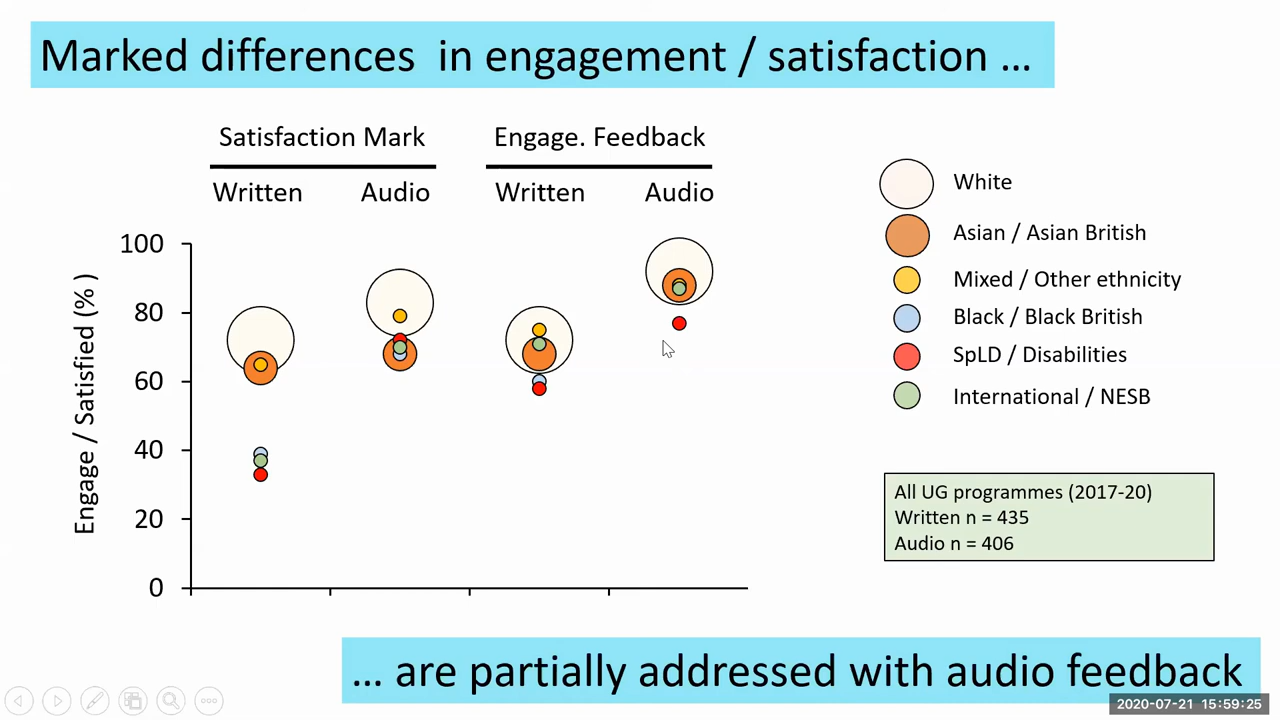 Marked differences  in engagement / satisfaction ...
Satisfaction Mark
Engage. Feedback
Written
Audio
Written
Audio
White
Asian / Asian British
Mixed / Other ethnicity
Black / Black British
SpLD / Disabilities
International / NESB
Engage / Satisfied (% )
100
80
60
40
20
0
All UG programmes (2017-20)
Written n = 435
Audio n = 406
... are partially addressed with audio feedback
2020-07-21 15:59:25